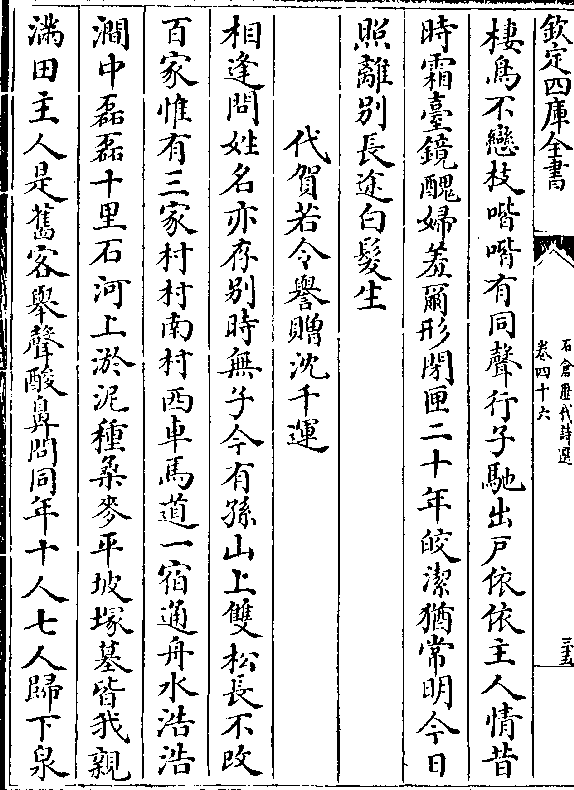 欽定四庫全書
石倉歷代詩選
卷四十六
三五
棲鳥不戀枝喈喈有同聲行子馳出戸依依主人情昔
時霜臺鏡醜婦羞爾形閉匣二十年皎潔猶常明今日
照離別長途白髮生
代賀若令譽贈沈千運
相逢問姓名亦存别時無子今有孫山上雙松長不改
百家惟有三家村村南村西車馬道一宿通舟水浩浩
澗中磊磊十里石河上淤泥種桑麥平坡塚墓皆我親
滿田主人是舊客舉聲酸鼻問同年十人七人歸下泉